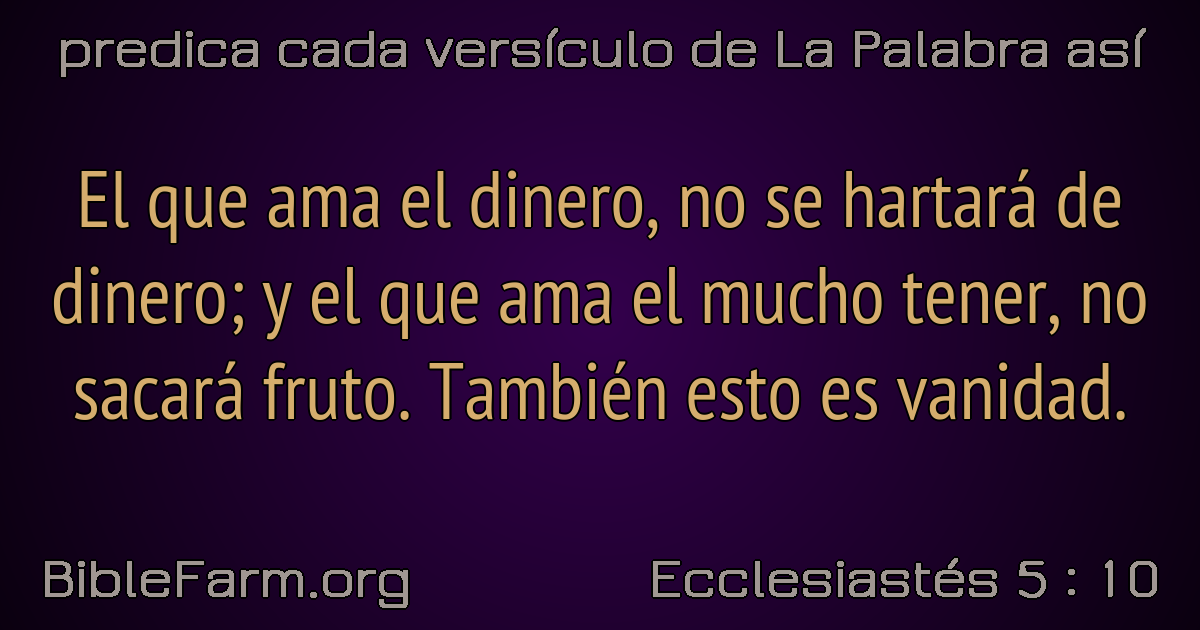 predica cada versículo de La Palabra así
El que ama el dinero, no se hartará de
dinero; y el que ama el mucho tener, no
sacará fruto. También esto es vanidad.
BibleFarm.org
Ecclesiastés 5 : 10